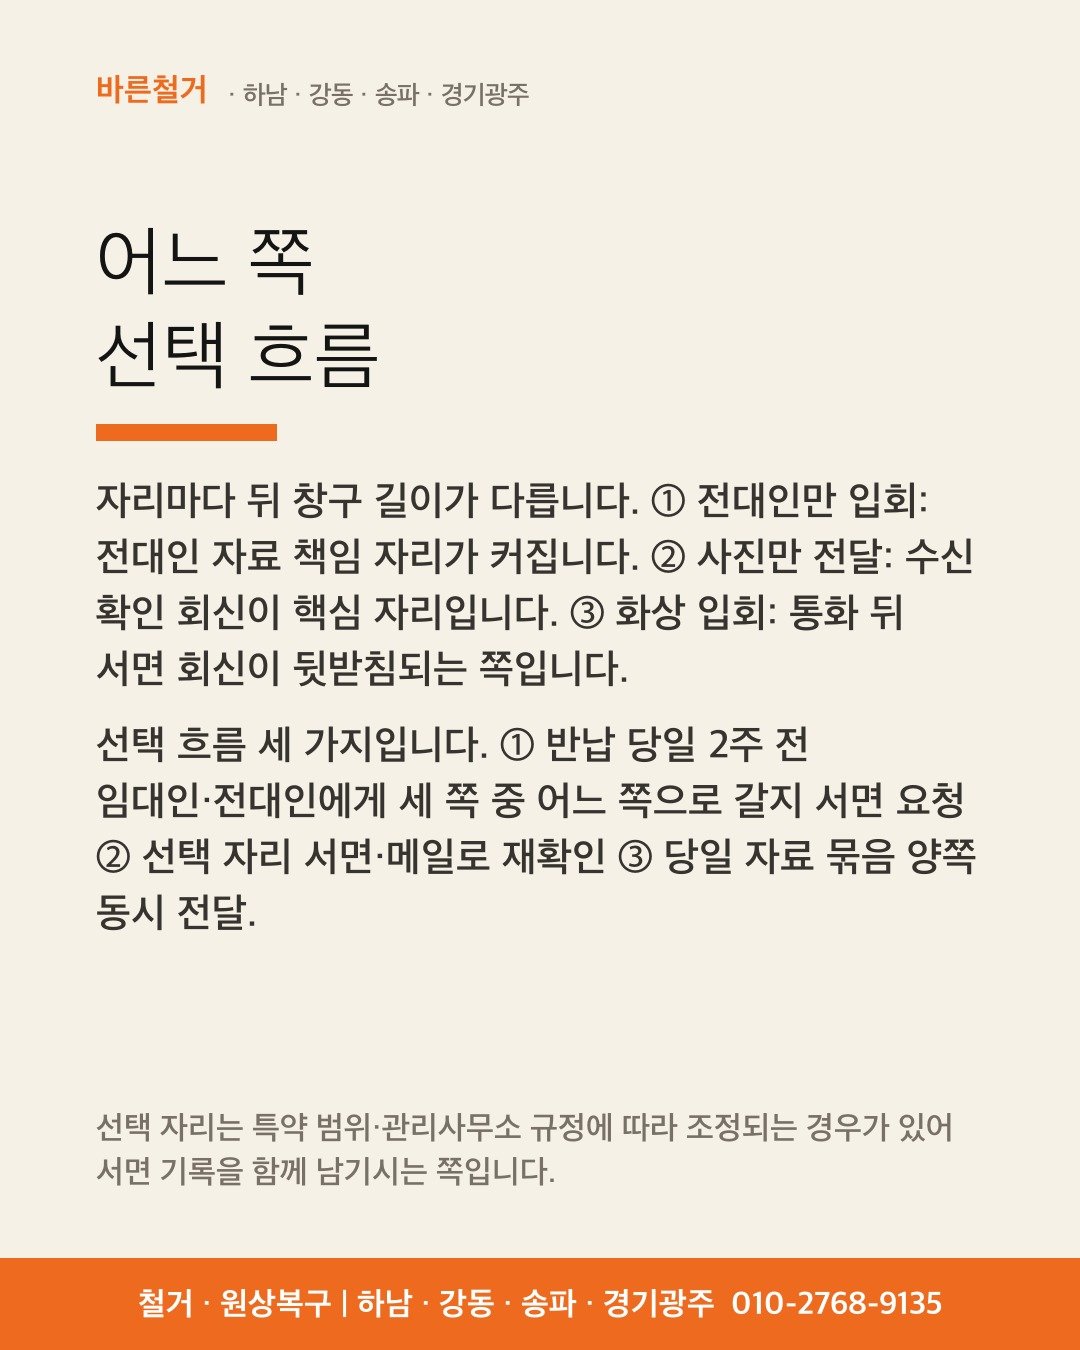 바른철거 · 하남 · 강동 · 송파 · 경기광주
어느 쪽
선택 흐름
자리마다 뒤 창구 길이가 다릅니다. ① 전대인만 입회:
전대인 자료 책임 자리가 커집니다. ② 사진만 전달: 수신
확인 회신이 핵심 자리입니다. ③ 화상 입회: 통화 뒤
서면 회신이 뒷받침되는 쪽입니다.
선택 흐름 세 가지입니다. ① 반납 당일 2주 전
임대인·전대인에게 세 쪽 중 어느 쪽으로 갈지 서면 요청
② 선택 자리 서면·메일로 재확인 ③ 당일 자료 묶음 양쪽
동시 전달.
선택 자리는 특약 범위·관리사무소 규정에 따라 조정되는 경우가 있어
서면 기록을 함께 남기시는 쪽입니다.
철거 · 원상복구 | 하남 · 강동 · 송파 · 경기광주 010-2768-9135